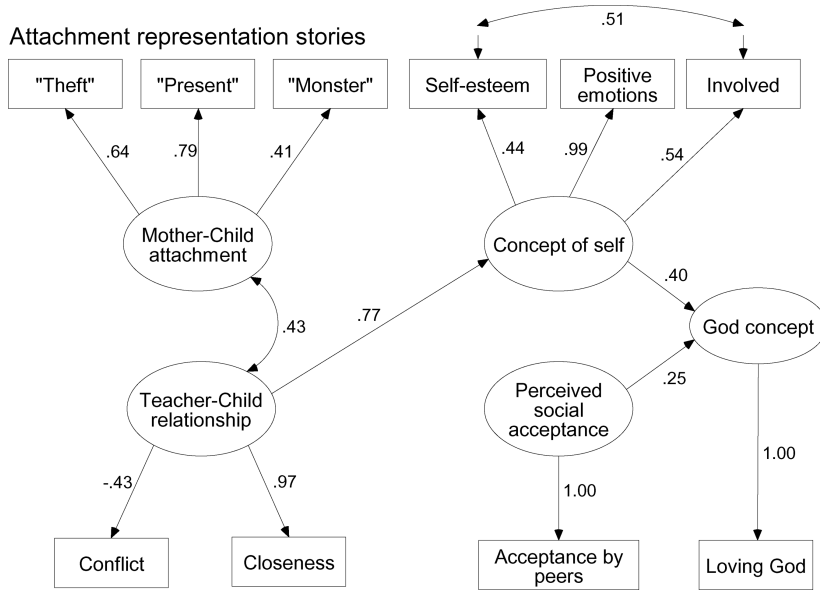 .51
Attachment representation stories
"Theft"
"Present"
"Monster"
Self-esteem
Positive
emotions
Involved
.64
.79
.41
.44
.99
.54
Mother-Child
attachment
Concept of self
.40
.43
.77
God concept
.25
Teacher-Child
relationship
Perceived
social
acceptance
-.43
.97
1.00
1.00
Conflict
Closeness
Acceptance by
peers
Loving God